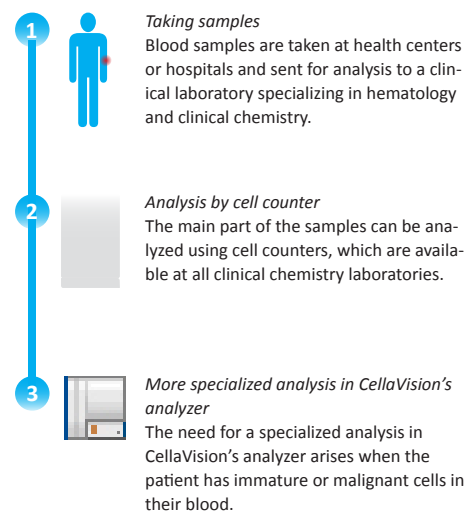 1
Taking samples
Blood samples are taken at health centers
or hospitals and sent for analysis to a clin-
ical laboratory specializing in hematology
and clinical chemistry.
2
Analysis by cell counter
The main part of the samples can be ana-
lyzed using cell counters, which are availa-
ble at all clinical chemistry laboratories.
3
More specialized analysis in CellaVision’s
analyzer
The need for a specialized analysis in
CellaVision’s analyzer arises when the
patient has immature or malignant cells in
their blood.